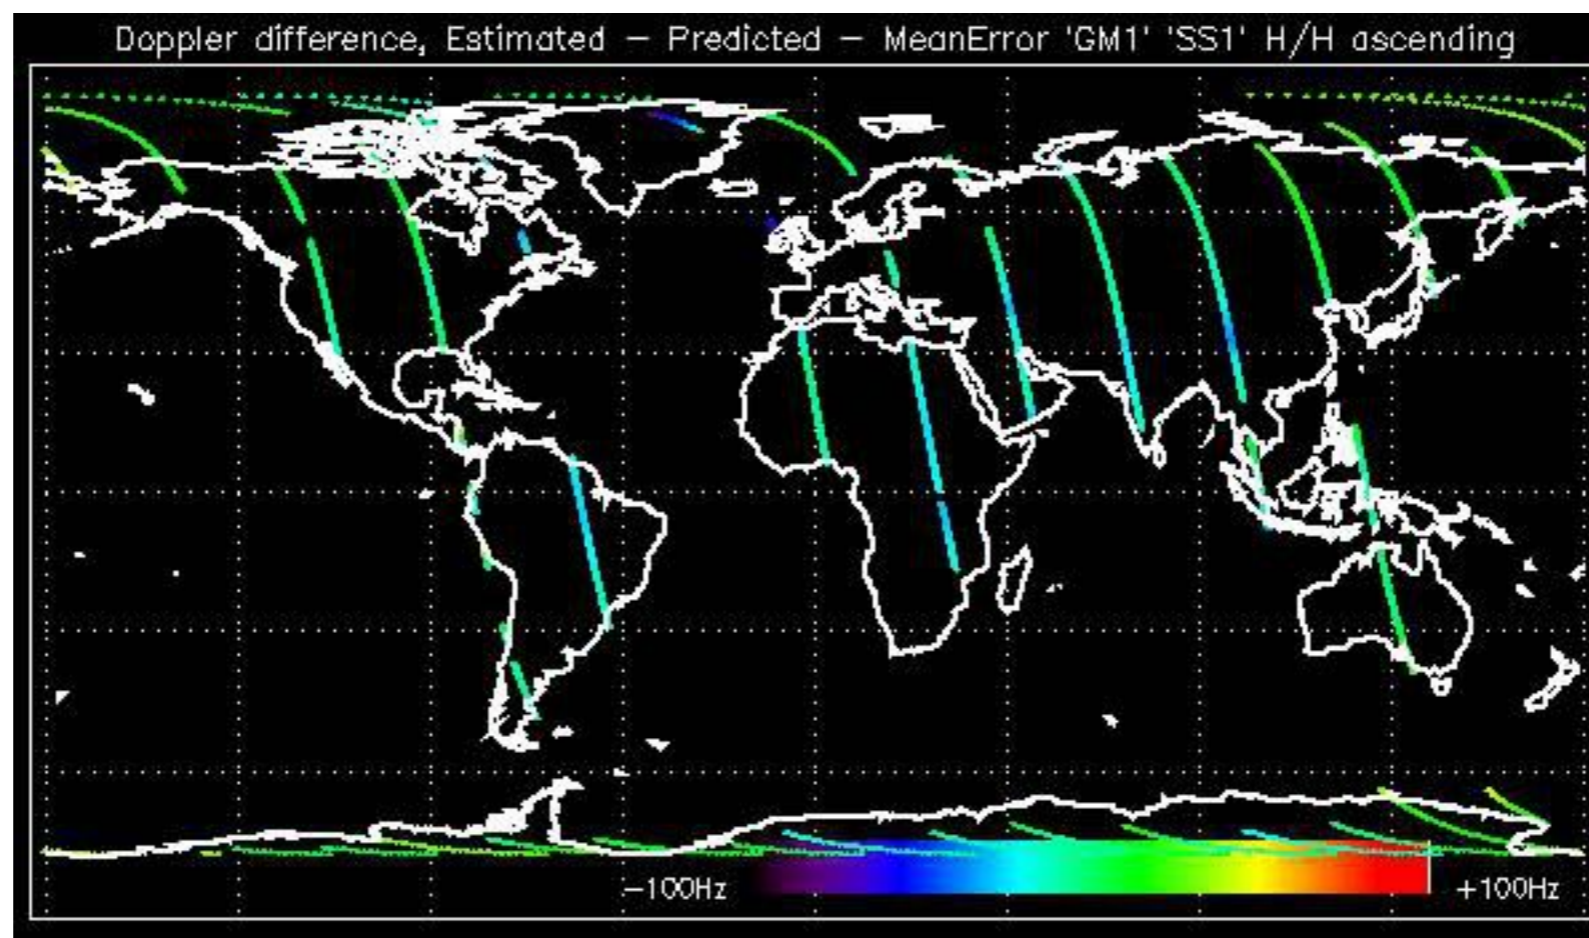 Doppler difference, Estimated − Predicted − MeanError 'GM1' 'SS1' H/H ascending
−100Hz +100Hz